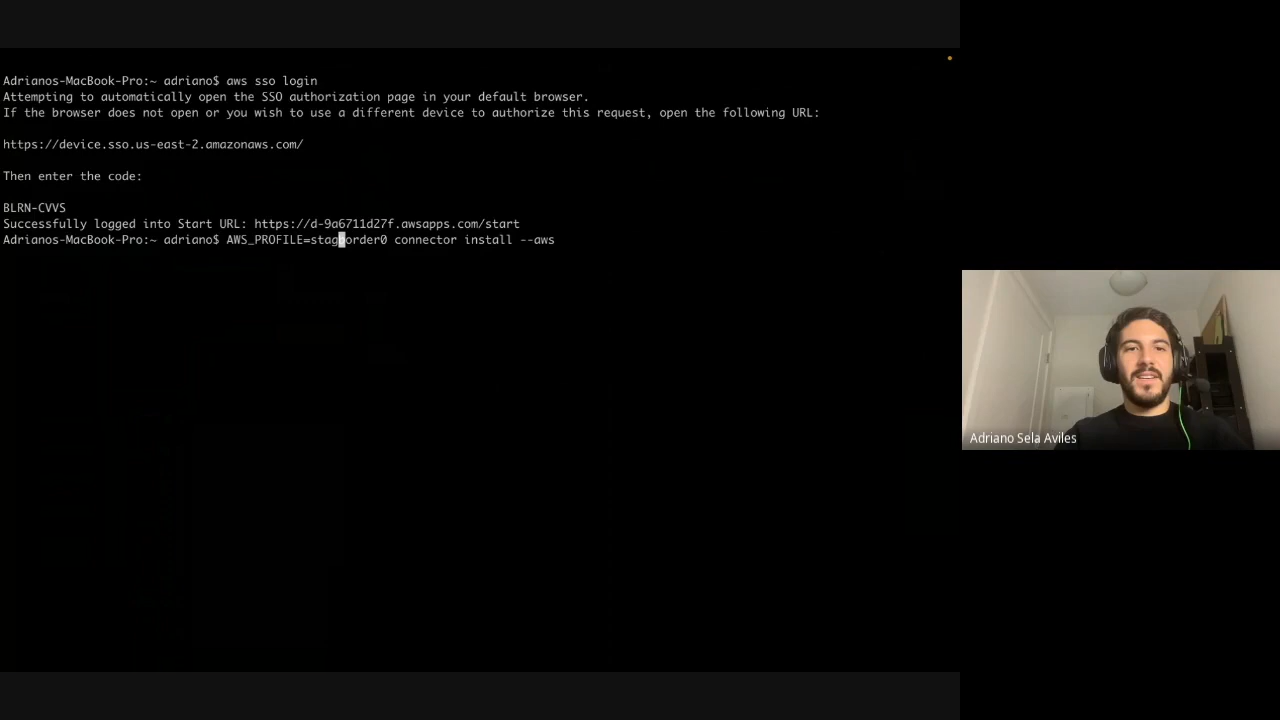 Adrianos-MacBook-Pro:~ adriano$ aws sso login
Attempting to automatically open the SSO authorization page in your default browser.
If the browser does not open or you wish to use a different device to authorize this request, open the following URL:
https://device.sso.us-east-2.amazonaws.com/
Then enter the code:
BLRN-CVVS
Successfully logged into Start URL: https://d-9a6711d27f.awsapps.com/start
Adrianos-MacBook-Pro:~ adriano$ AWS_PROFILE=stagborder0 connector install --aws
Adriano Sela Aviles